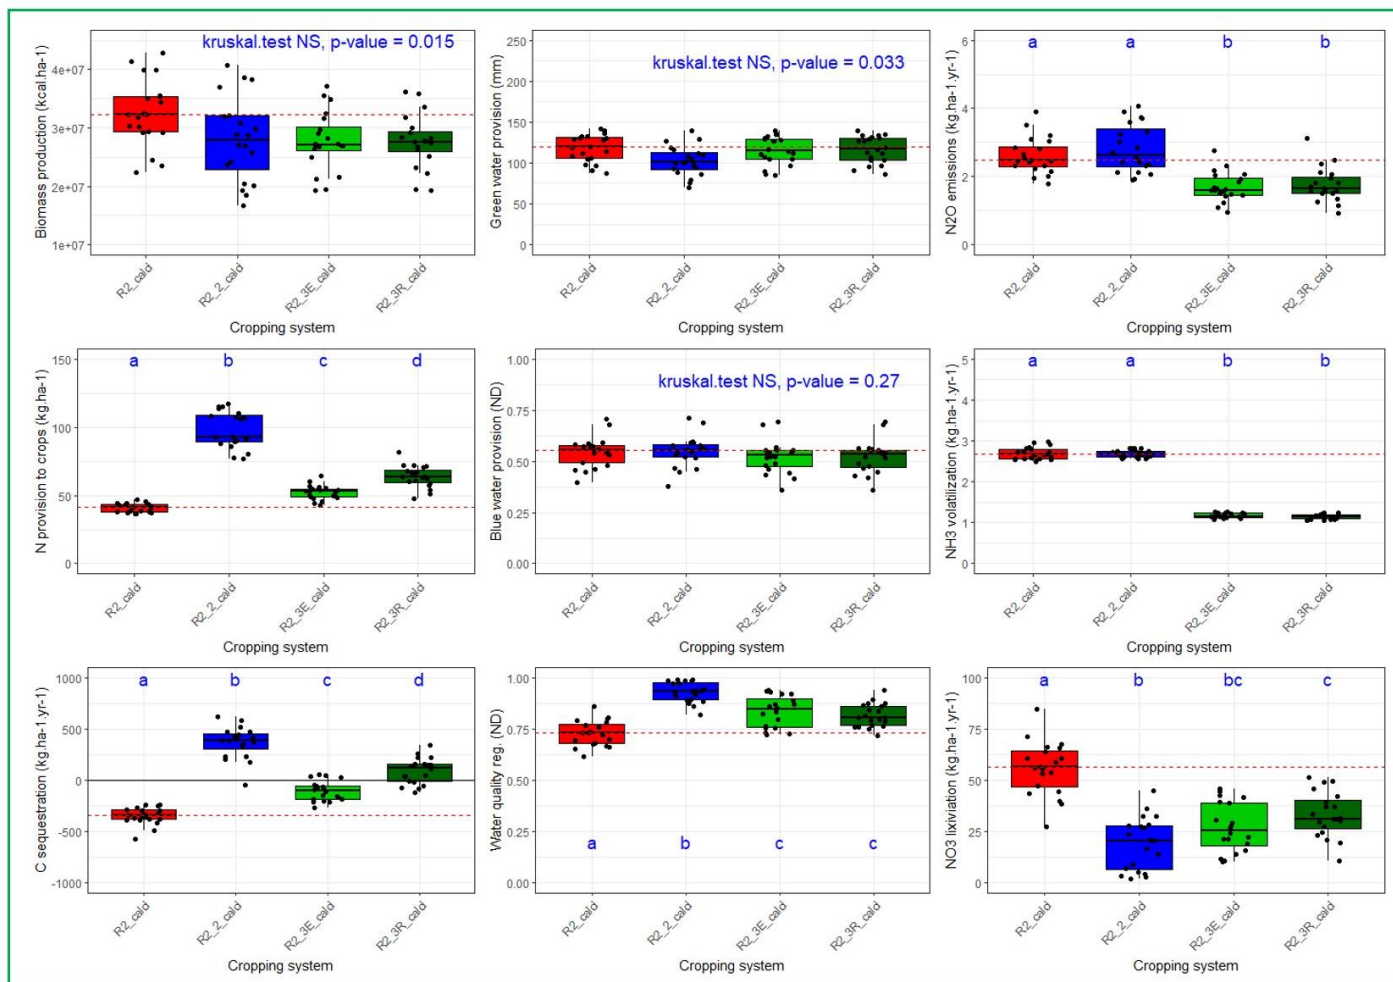 Biomass production (kcal.ha-1)
kruskal.test NS, p-value = 0.015
4e+07
3e+07
2e+07
1e+07
R2_cald
R2_2_cald
R2_3E_cald
R2_3R_cald
Cropping system
Green water provision (mm)
kruskal.test NS, p-value = 0.033
250
200
150
100
50
0
R2_cald
R2_2_cald
R2_3E_cald
R2_3R_cald
Cropping system
N2O emissions (kg.ha-1.yr-1)
a a b b
6
4
2
0
R2_cald
R2_2_cald
R2_3E_cald
R2_3R_cald
Cropping system
N provision to crops (kg.ha-1)
a b c d
150
100
50
0
R2_cald
R2_2_cald
R2_3E_cald
R2_3R_cald
Cropping system
Blue water provision (ND)
kruskal.test NS, p-value = 0.27
1.00
0.75
0.50
0.25
0.00
R2_cald
R2_2_cald
R2_3E_cald
R2_3R_cald
Cropping system
NH3 volatilization (kg.ha-1.yr-1)
a a b b
5
4
3
2
1
0
R2_cald
R2_2_cald
R2_3E_cald
R2_3R_cald
Cropping system
C sequestration (kg.ha-1.yr-1)
a b c d
1000
500
0
-500
-1000
R2_cald
R2_2_cald
R2_3E_cald
R2_3R_cald
Cropping system
Water quality reg. (ND)
1.00
0.75
0.50
0.25
0.00
a b c c
R2_cald
R2_2_cald
R2_3E_cald
R2_3R_cald
Cropping system
NO3 lixiviation (kg.ha-1.yr-1)
a b bc c
100
75
50
25
0
R2_cald
R2_2_cald
R2_3E_cald
R2_3R_cald
Cropping system